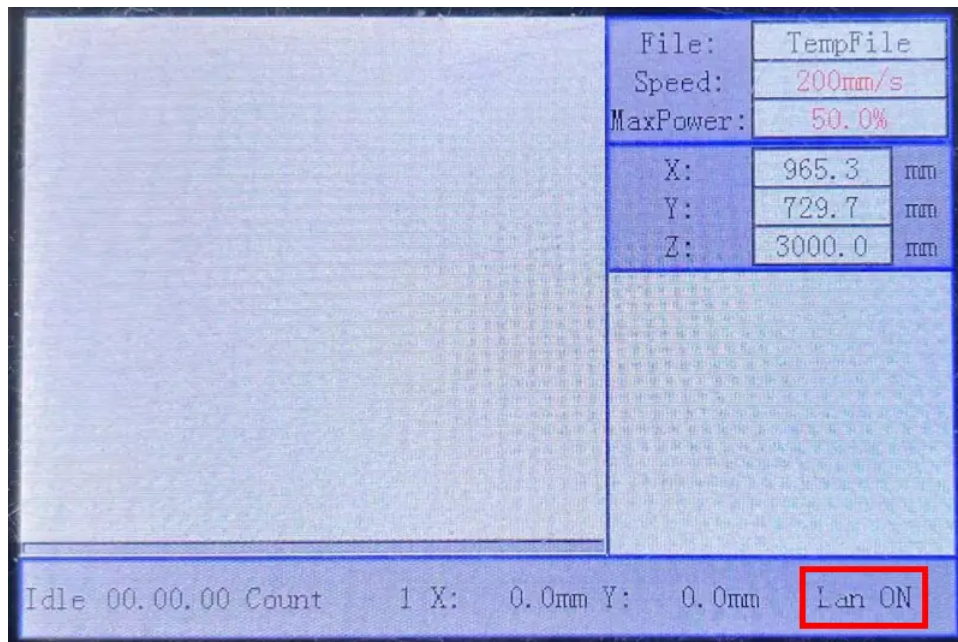 File: TempFile
Speed: 200mm/s
MaxPower: 50.0%
X: 965.3 mm
Y: 729.7 mm
Z: 3000.0 mm
Idle 00.00.00 Count 1 X: 0.0mm Y: 0.0mm Lan ON